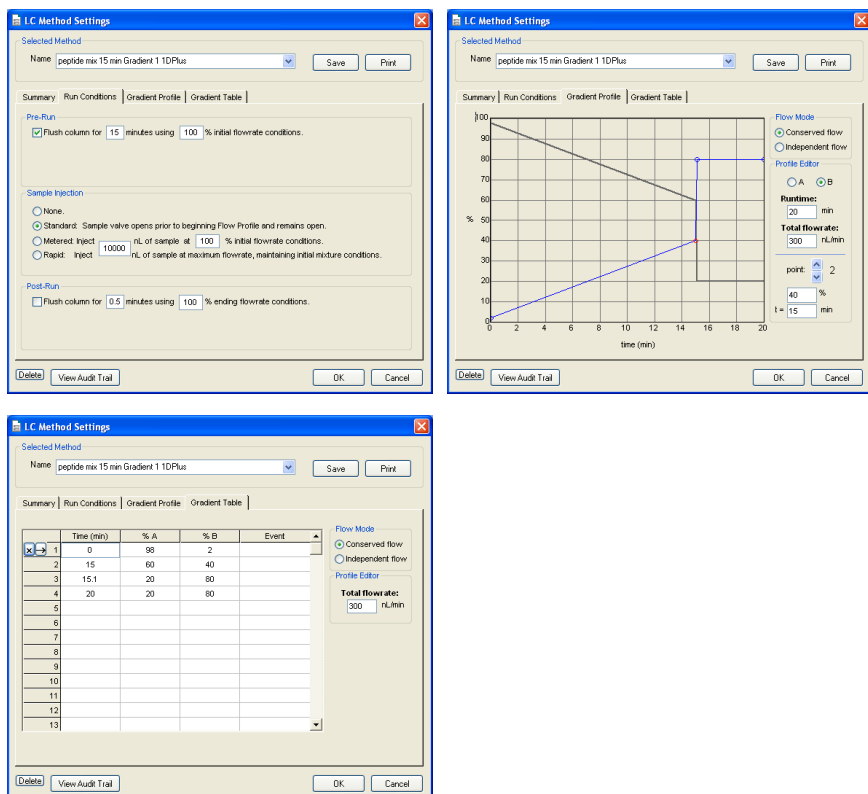 LC Method Settings
Selected Method
Name peptide mix 15 min Gradient 1 1DPlus Save Print
Summary Run Conditions Gradient Profile Gradient Table
Pre-Run
Flush column for 15 minutes using 100 % initial flowrate conditions.
Sample Injection
None.
Standard: Sample valve opens prior to beginning Flow Profile and remains open.
Metered: Inject 10000 nL of sample at 100 % initial flowrate conditions.
Rapid: Inject nL of sample at maximum flowrate, maintaining initial mixture conditions.
Post-Run
Flush column for 0.5 minutes using 100 % ending flowrate conditions.
Delete View Audit Trail OK Cancel
LC Method Settings
Selected Method
Name peptide mix 15 min Gradient 1 1DPlus Save Print
Summary Run Conditions Gradient Profile Gradient Table
100
90
80
70
60
50
40
30
20
10
0
%
0 2 4 6 8 10 12 14 16 18 20
time (min)
Flow Mode
Conserved flow
Independent flow
Profile Editor
A B
Runtime:
20 min
Total flowrate:
300 nL/min
point: 2
40 %
t = 15 min
Delete View Audit Trail OK Cancel
LC Method Settings
Selected Method
Name peptide mix 15 min Gradient 1 1DPlus Save Print
Summary Run Conditions Gradient Profile Gradient Table
Time (min) % A % B Event
1 0 98 2
2 15 60 40
3 15.1 20 80
4 20 20 80
5
6
7
8
9
10
11
12
13
Flow Mode
Conserved flow
Independent flow
Profile Editor
Total flowrate:
300 nL/min
Delete View Audit Trail OK Cancel